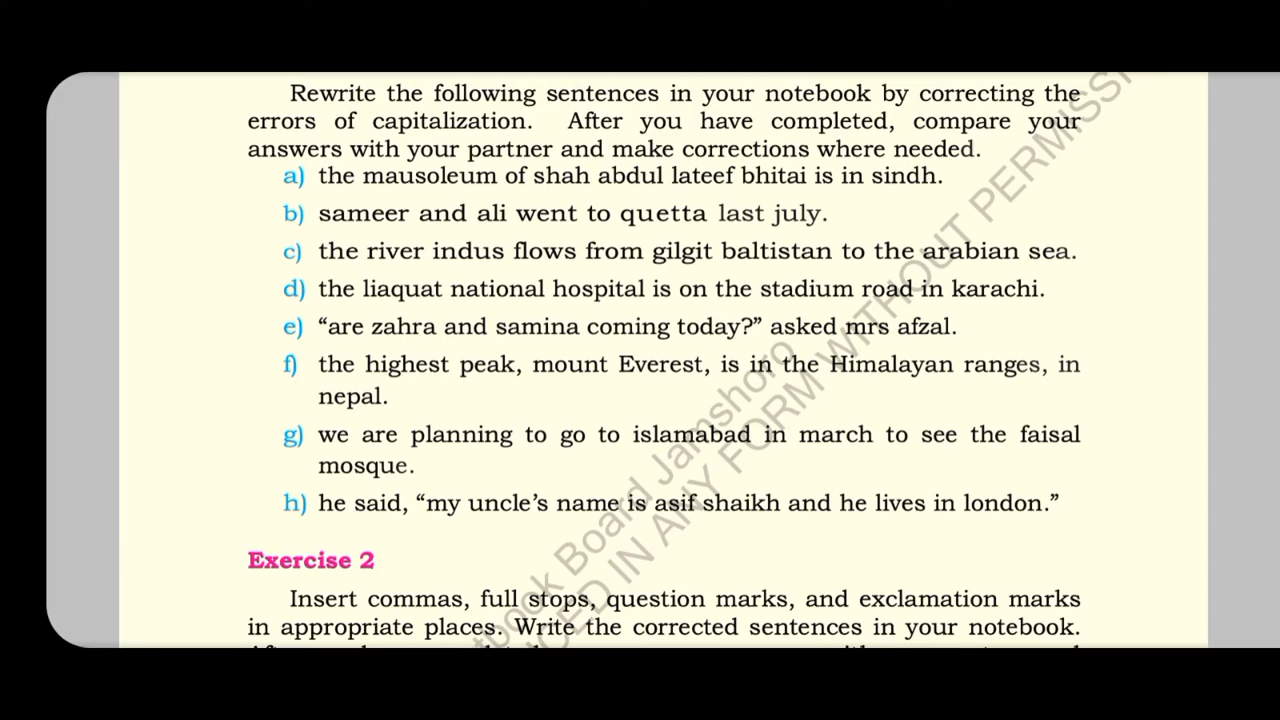 Rewrite the following sentences in your notebook by correcting the
errors of capitalization. After you have completed, compare your
answers with your partner and make corrections where needed.
a) the mausoleum of shah abdul lateef bhitai is in sindh.
b) sameer and ali went to quetta last july.
c) the river indus flows from gilgit baltistan to the arabian sea.
d) the liaquat national hospital is on the stadium road in karachi.
e) “are zahra and samina coming today?” asked mrs afzal.
f) the highest peak, mount Everest, is in the Himalayan ranges, in
nepal.
g) we are planning to go to islamabad in march to see the faisal
mosque.
h) he said, “my uncle’s name is asif shaikh and he lives in london.”
Exercise 2
Insert commas, full stops, question marks, and exclamation marks
in appropriate places. Write the corrected sentences in your notebook.
Board Jamshoro
IN ANY FORM WITHOUT